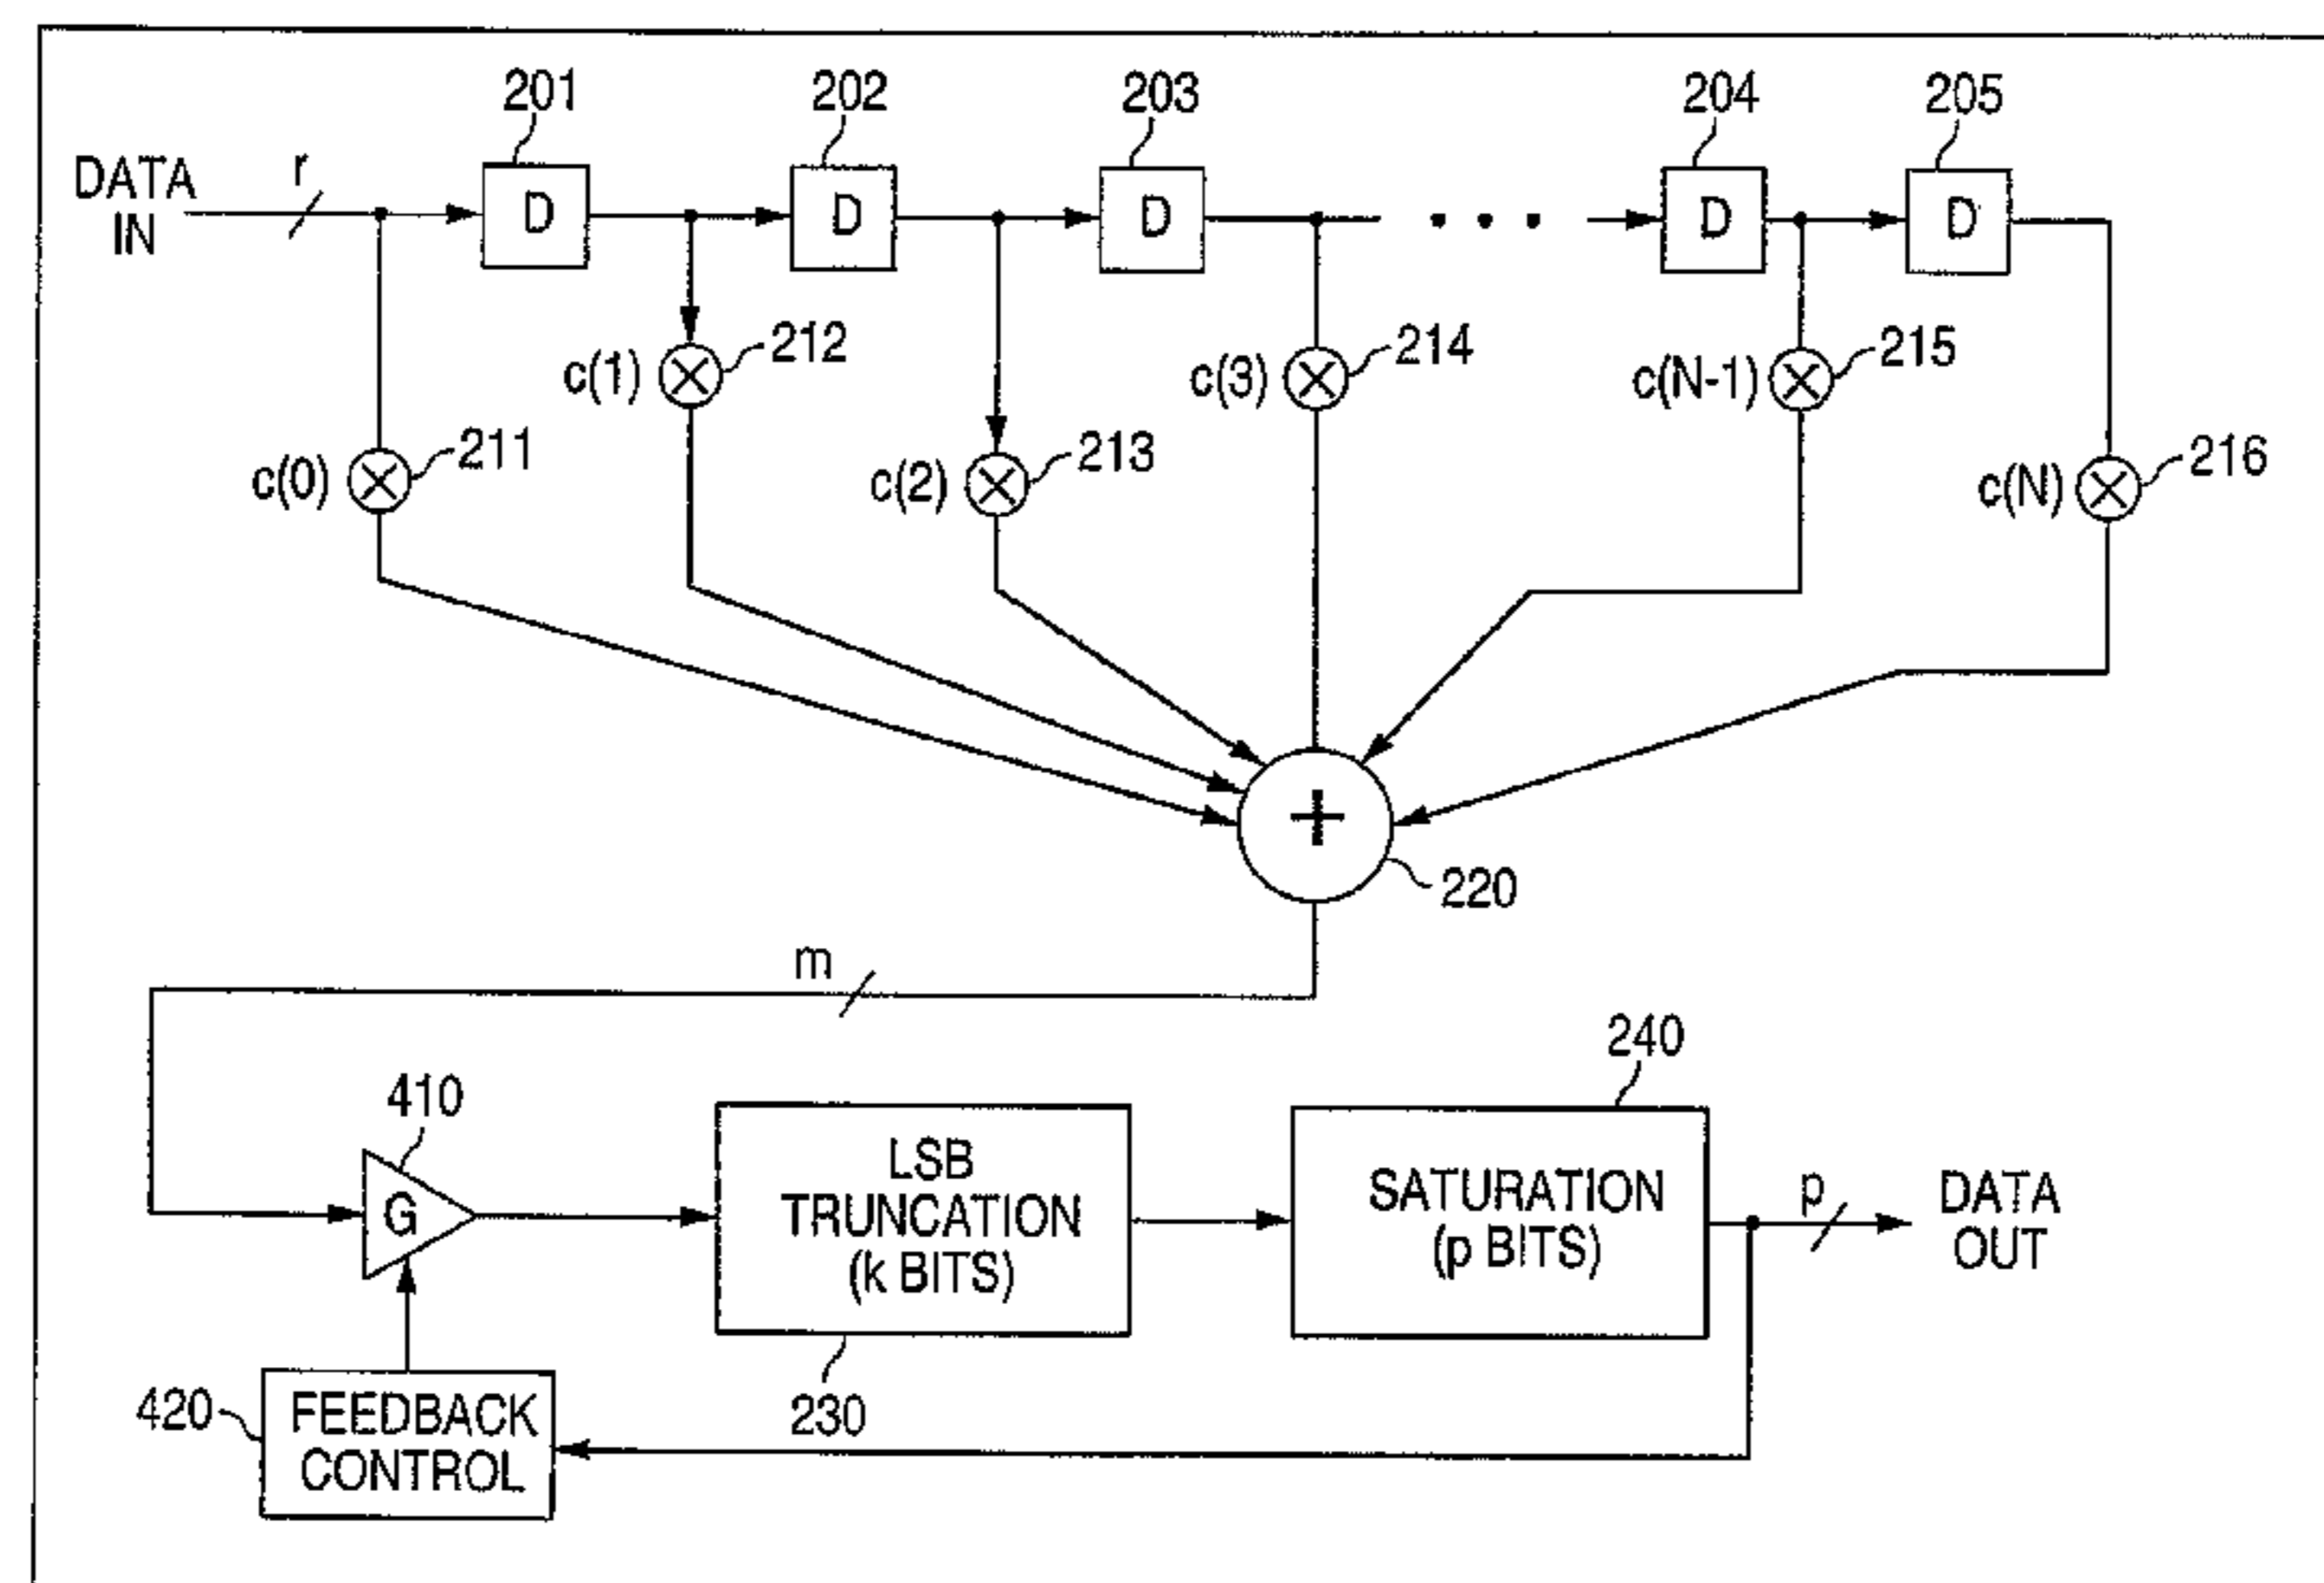 201
202
203
204
205
DATA
IN
r
D
D
D
. . .
D
D
c(0)
211
c(1)
212
c(2)
213
c(3)
214
c(N-1)
215
c(N)
216
+
220
m
410
G
LSB
TRUNCATION
(k BITS)
230
240
SATURATION
(p BITS)
p
DATA
OUT
420
FEEDBACK
CONTROL